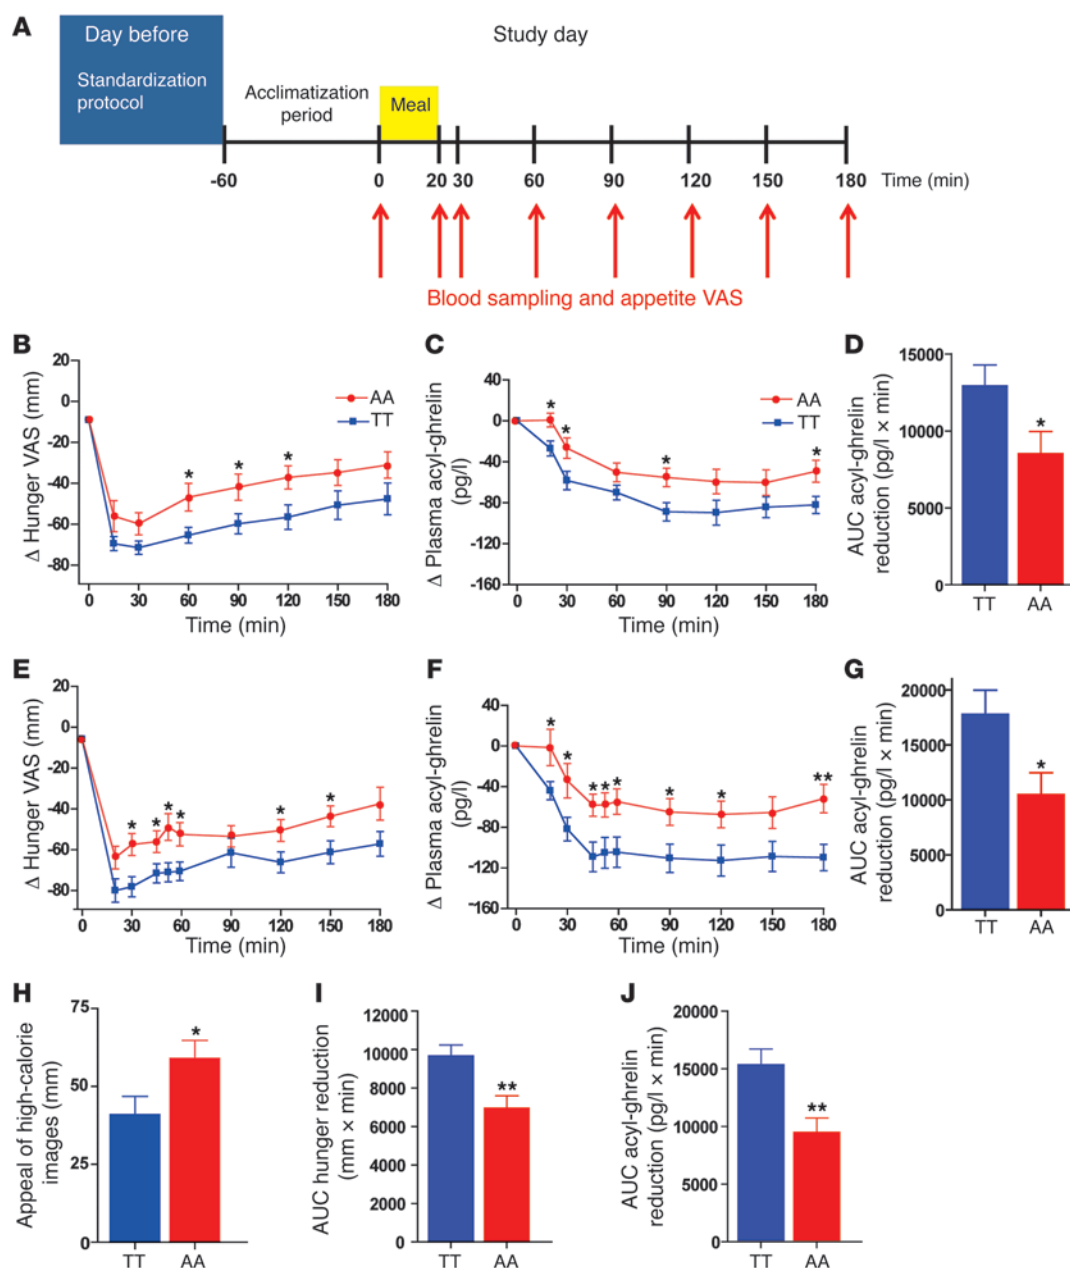 A
Day before
Study day
Standardization
protocol
Acclimatization
period
Meal
-60 0 20 30 60 90 120 150 180 Time (min)
Blood sampling and appetite VAS
B
Δ Hunger VAS (mm)
20
0
-20
-40
-60
-80
AA
TT
* * *
0 30 60 90 120 150 180
Time (min)
C
Δ Plasma acyl-ghrelin
(pg/l)
40
0
-40
-80
-120
-160
AA
TT
* * * *
0 30 60 90 120 150 180
Time (min)
D
AUC acyl-ghrelin
reduction (pg/l × min)
15000
10000
5000
0
*
TT AA
E
Δ Hunger VAS (mm)
20
0
-20
-40
-60
-80
* * * * * *
0 30 60 90 120 150 180
Time (min)
F
Δ Plasma acyl-ghrelin
(pg/l)
40
0
-40
-80
-120
-160
* * * * * * * **
0 30 60 90 120 150 180
Time (min)
G
AUC acyl-ghrelin
reduction (pg/l × min)
20000
15000
10000
5000
0
*
TT AA
H
Appeal of high-calorie
images (mm)
75
50
25
0
*
TT AA
I
AUC hunger reduction
(mm × min)
12000
10000
8000
6000
4000
2000
0
**
TT AA
J
AUC acyl-ghrelin
reduction (pg/l × min)
20000
15000
10000
5000
0
**
TT AA